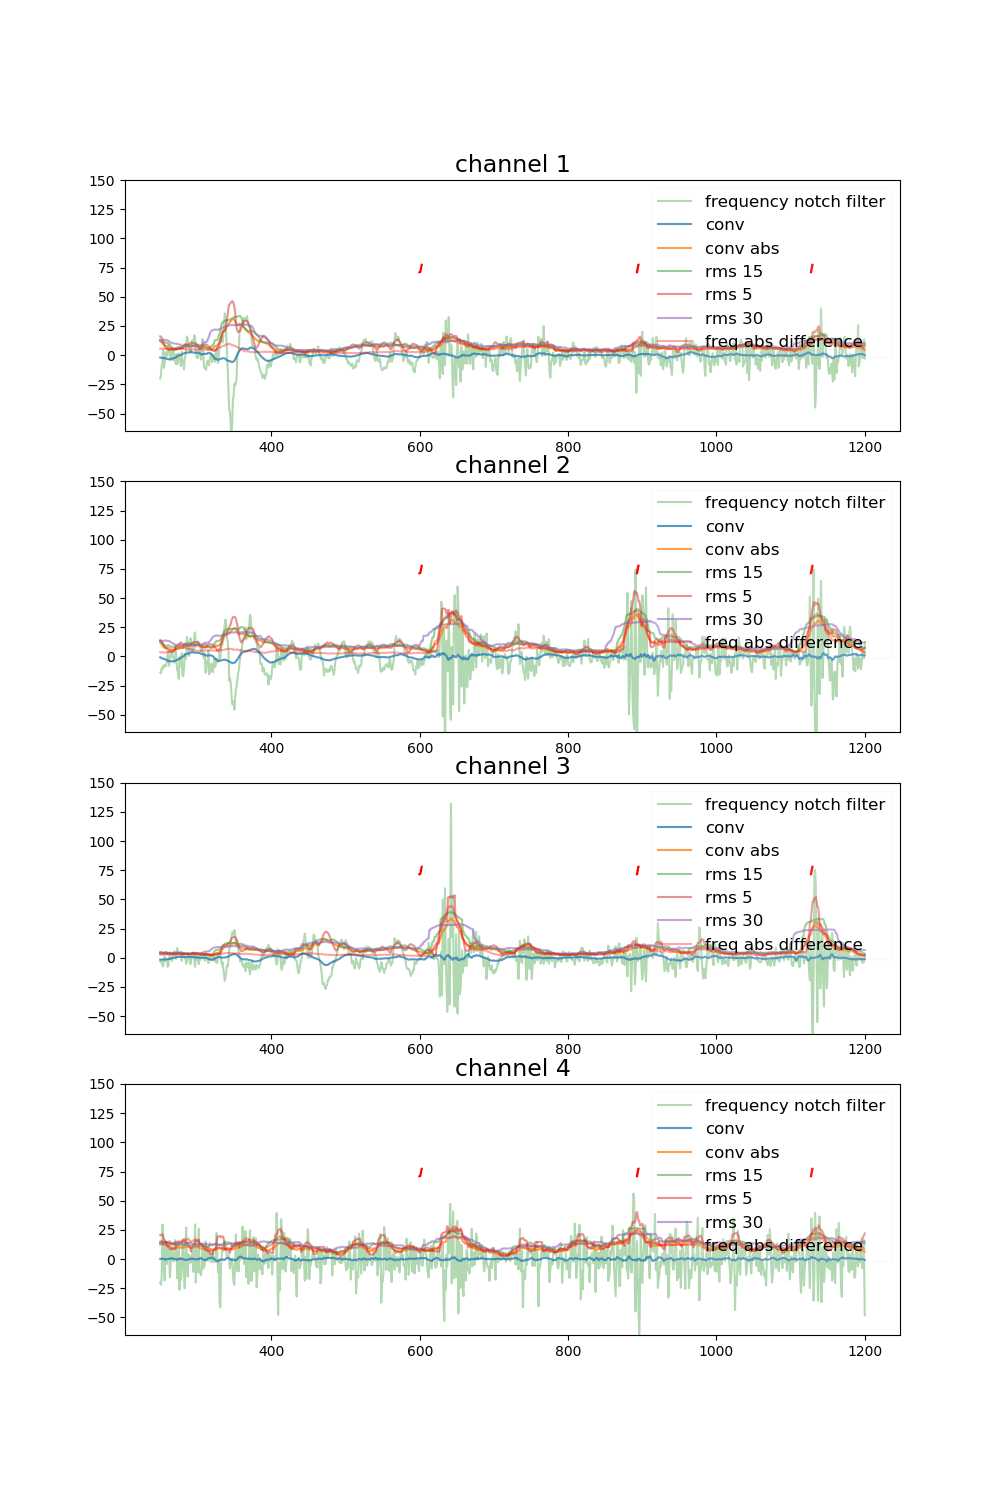 channel 1
150
125
100
75
50
25
0
−25
−50
frequency notch filter
conv
conv abs
rms 15
rms 5
rms 30
freq abs difference
400 600 800 1000 1200
channel 2
150
125
100
75
50
25
0
−25
−50
frequency notch filter
conv
conv abs
rms 15
rms 5
rms 30
freq abs difference
400 600 800 1000 1200
channel 3
150
125
100
75
50
25
0
−25
−50
frequency notch filter
conv
conv abs
rms 15
rms 5
rms 30
freq abs difference
400 600 800 1000 1200
channel 4
150
125
100
75
50
25
0
−25
−50
frequency notch filter
conv
conv abs
rms 15
rms 5
rms 30
freq abs difference
400 600 800 1000 1200